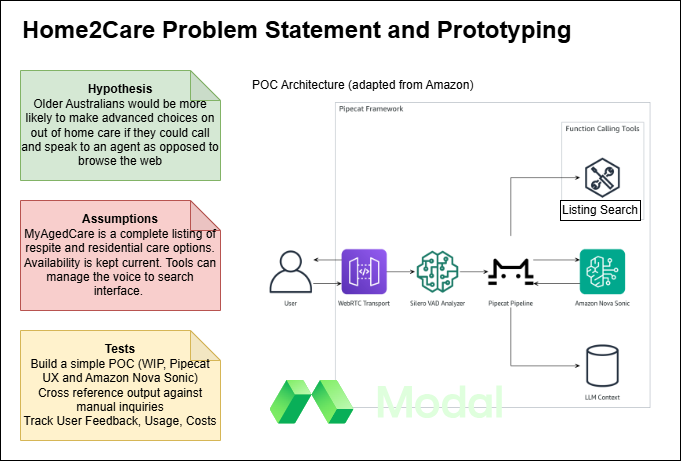 Home2Care Problem Statement and Prototyping
Hypothesis
Older Australians would be more
likely to make advanced choices on
out of home care if they could call
and speak to an agent as opposed to
browse the web
Assumptions
MyAgedCare is a complete listing of
respite and residential care options.
Availability is kept current. Tools can
manage the voice to search
interface.
Tests
Build a simple POC (WIP, Pipecat
UX and Amazon Nova Sonic)
Cross reference output against
manual inquiries
Track User Feedback, Usage, Costs
POC Architecture (adapted from Amazon)
Pipecat Framework
Function Calling Tools
Listing Search
User
WebRTC Transport
Silero VAD Analyzer
Pipecat Pipeline
Amazon Nova Sonic
LLM Context
Modal